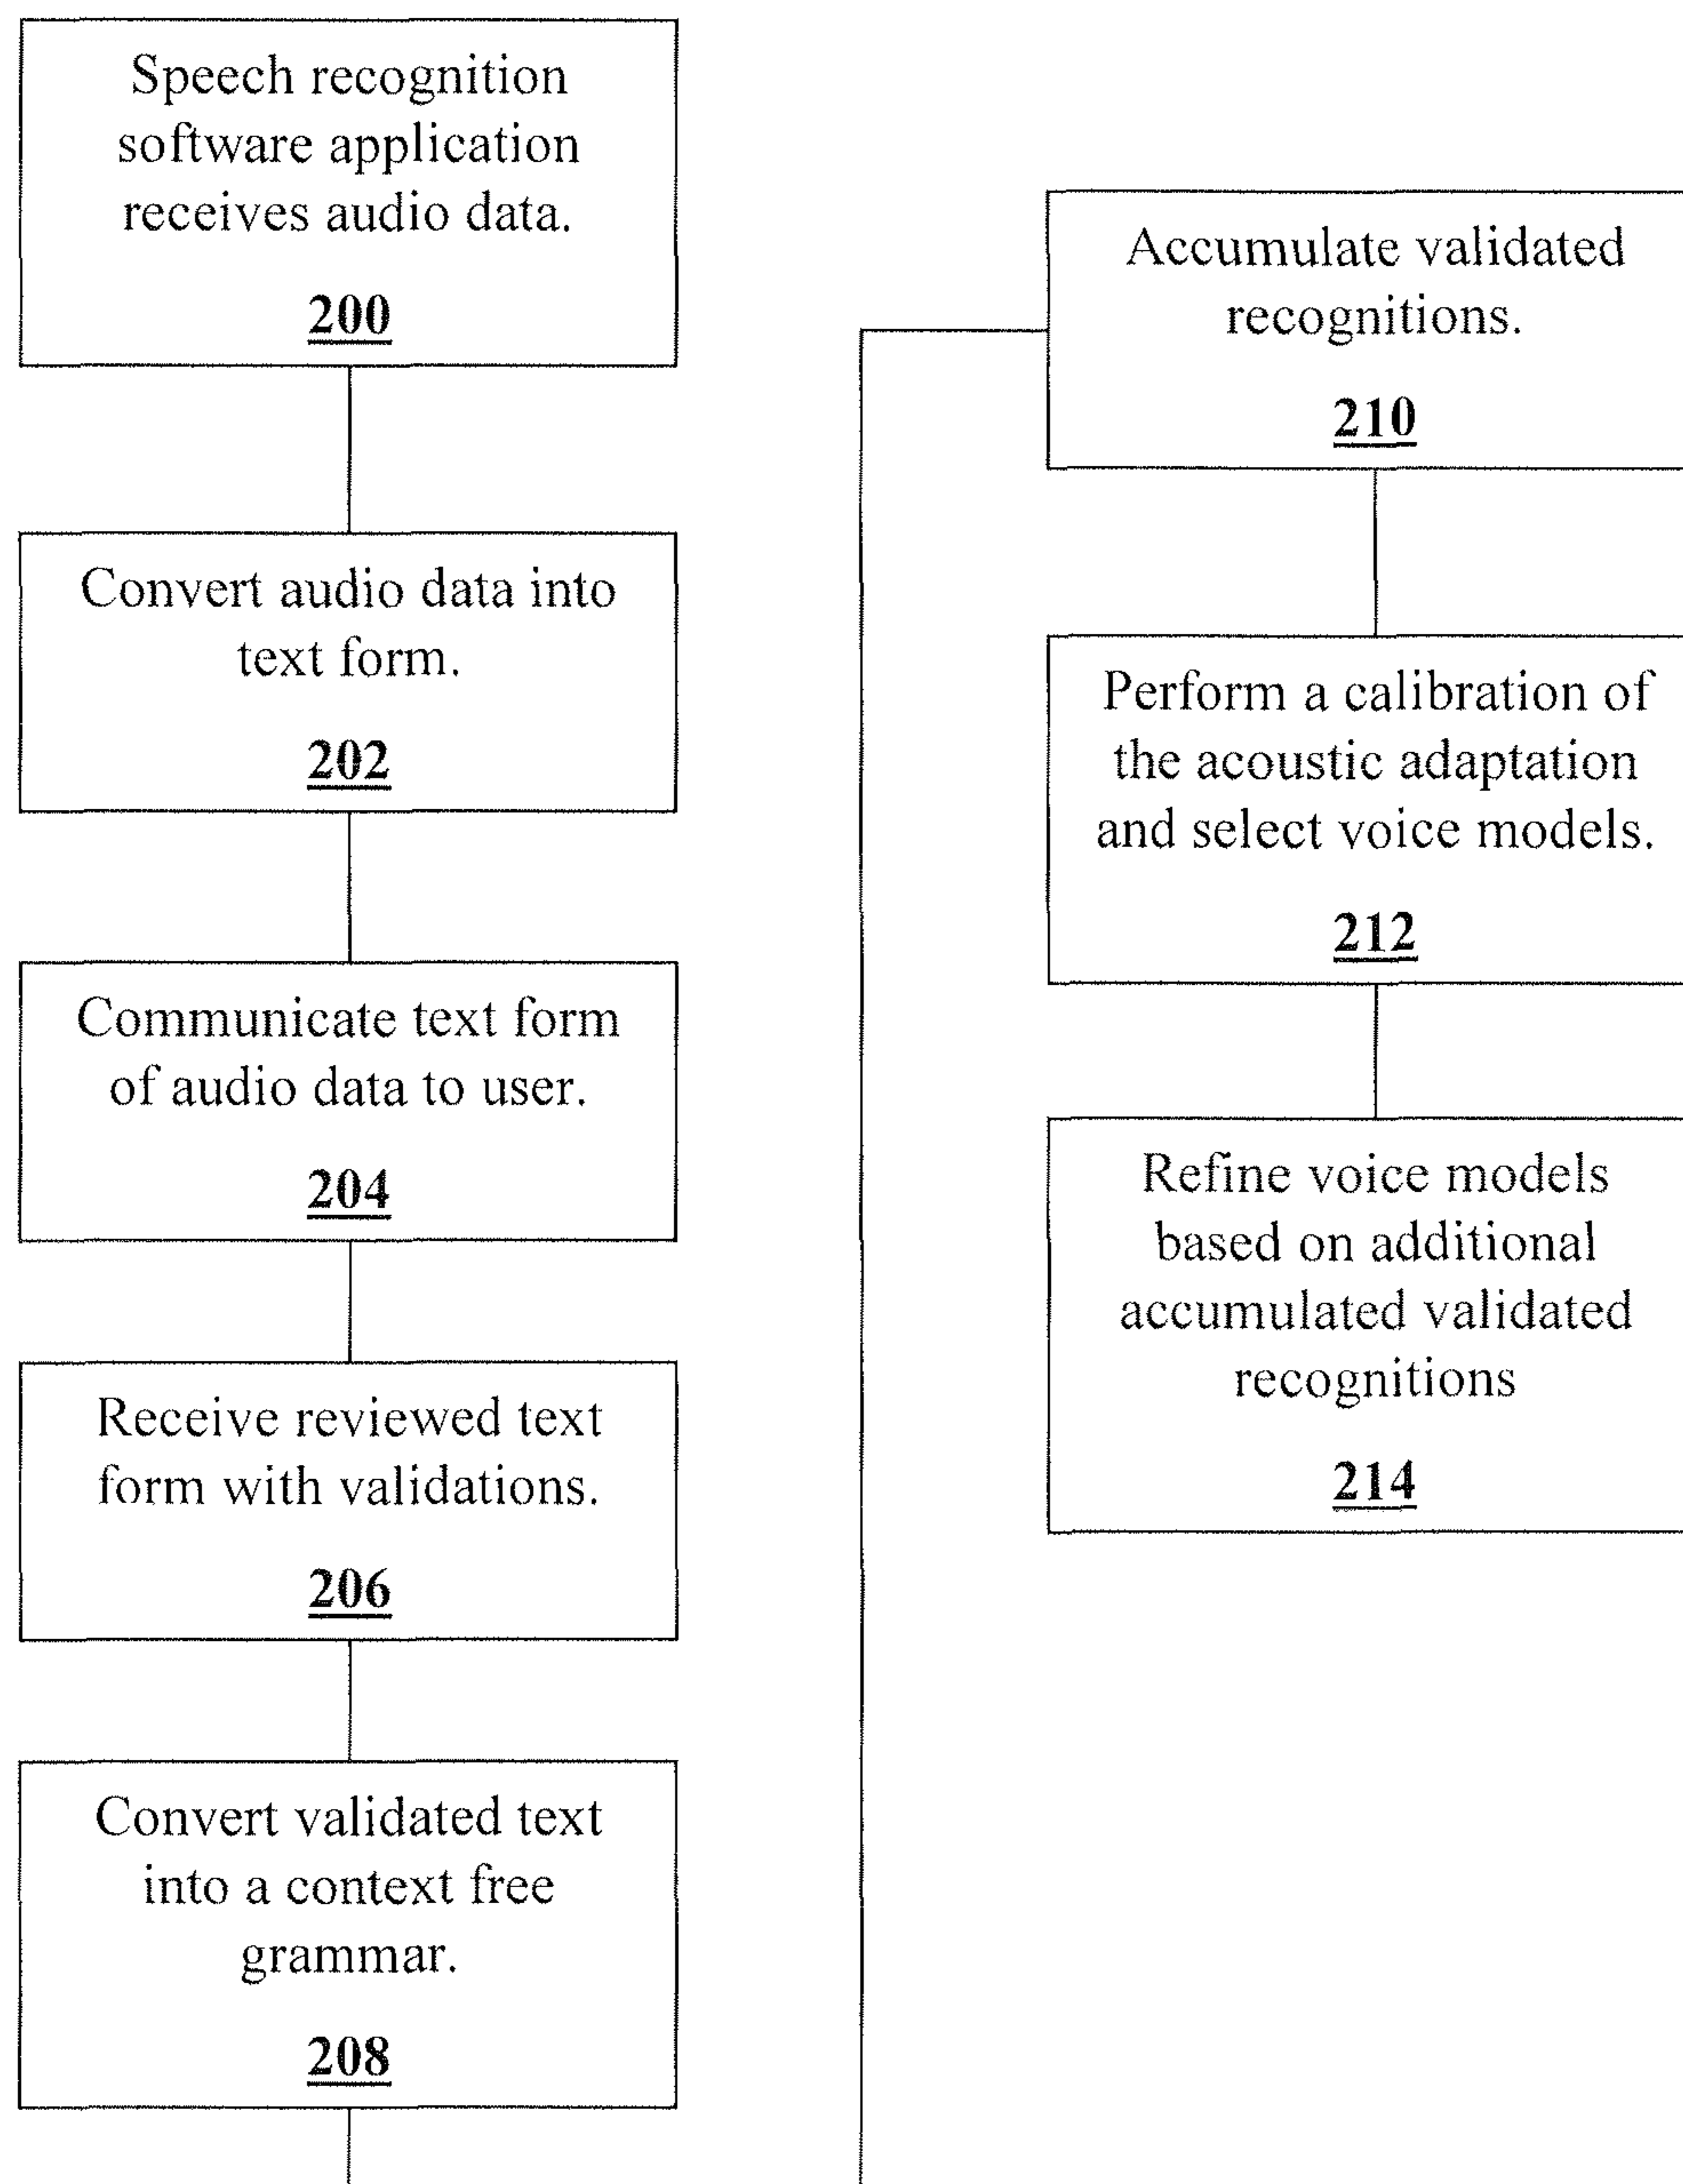 Speech recognition
software application
receives audio data.
200
Convert audio data into
text form.
202
Communicate text form
of audio data to user.
204
Receive reviewed text
form with validations.
206
Convert validated text
into a context free
grammar.
208
Accumulate validated
recognitions.
210
Perform a calibration of
the acoustic adaptation
and select voice models.
212
Refine voice models
based on additional
accumulated validated
recognitions
214